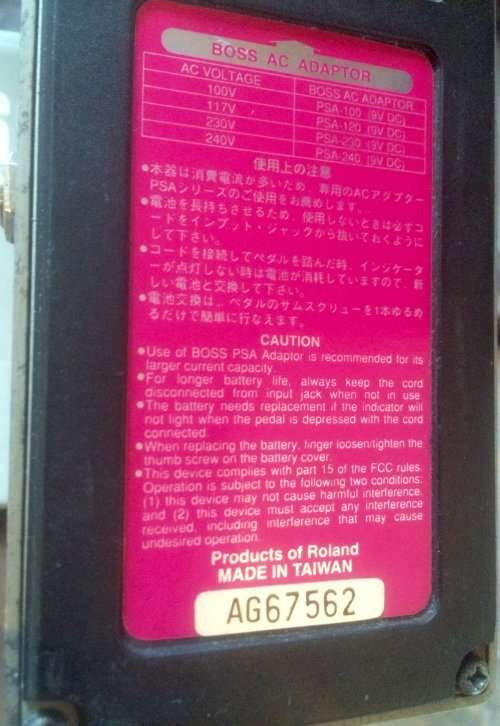 BOSS AC ADAPTOR
AC VOLTAGE BOSS AC ADAPTOR
100V PSA-100 (9V DC)
117V PSA-120 (9V DC)
230V PSA-230 (9V DC)
240V PSA-240 (9V DC)
使用上の注意
●本器は消費電流が多いため、専用のACアダプター
PSAシリーズのご使用をお薦めします。
●電池を長持ちさせるため、使用しないときは必ずコ
ードをインプット・ジャックから抜いておくように
して下さい。
●コードを接続してペダルを踏んだ時、インジケータ
ーが点灯しない時は電池が消耗していますので、新
しい電池と交換して下さい。
●電池交換は、ペダルのサムスクリューを1本ゆるめ
るだけで簡単に行なえます。
CAUTION
●Use of BOSS PSA Adaptor is recommended for its
larger current capacity.
●For longer battery life, always keep the cord
disconnected from input jack when not in use.
●The battery needs replacement if the indicator will
not light when the pedal is depressed with the cord
connected.
●When replacing the battery, finger loosen/tighten the
thumb screw on the battery cover.
●This device complies with part 15 of the FCC rules.
Operation is subject to the following two conditions:
(1) this device may not cause harmful interference,
and (2) this device must accept any interference
received, including interference that may cause
undesired operation.
Products of Roland
MADE IN TAIWAN
AG67562